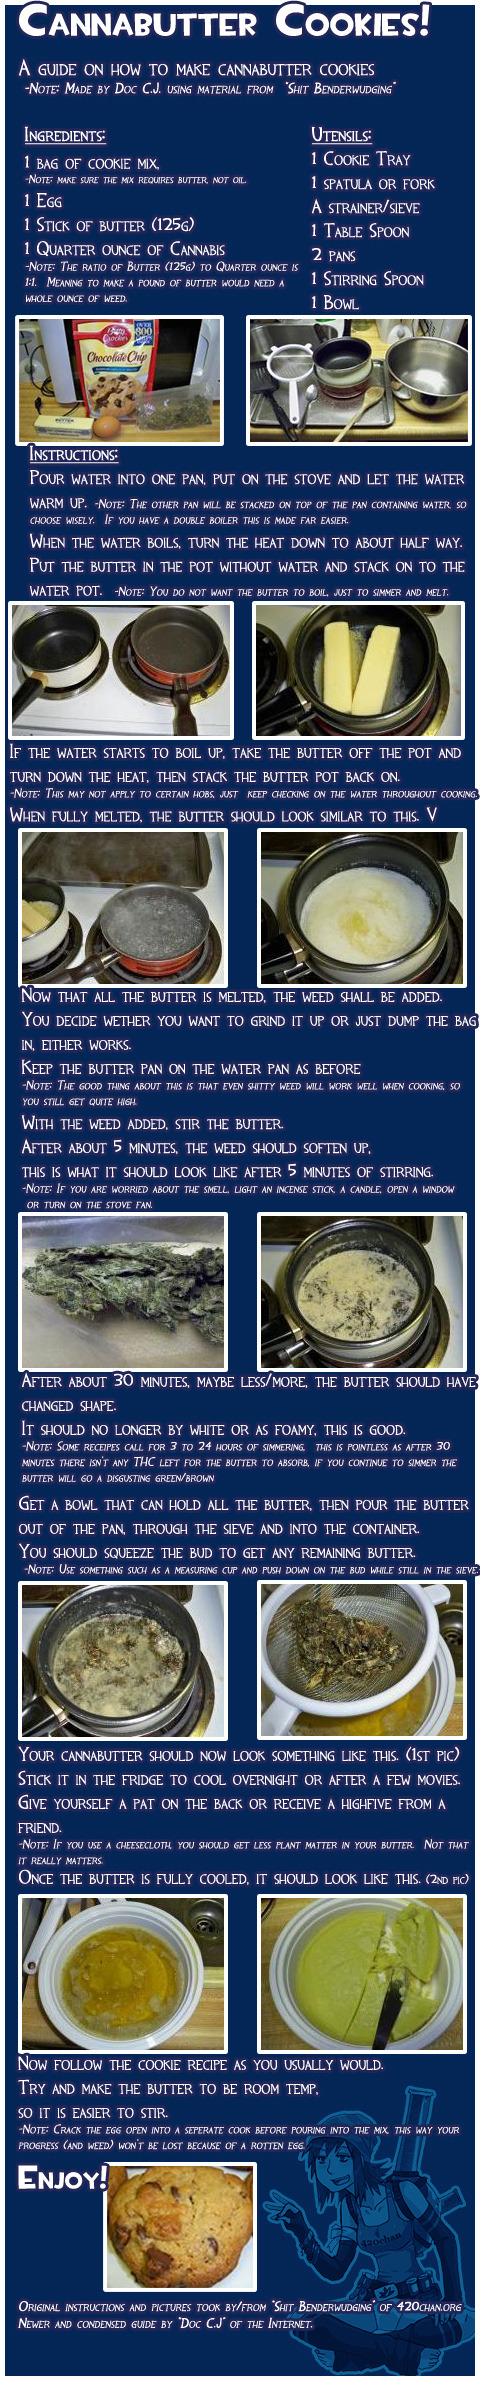 Cannabutter Cookies!
A guide on how to make cannabutter cookies
-Note: Made by Doc C.J. using material from "Shit Benderwudging"
Ingredients:
1 bag of cookie mix,
-Note: make sure the mix requires butter, not oil.
1 Egg
1 Stick of butter (125g)
1 Quarter ounce of Cannabis
-Note: The ratio of Butter (125g) to Quarter ounce is
1:1. Meaning to make a pound of butter would need a
whole ounce of weed.
Utensils:
1 Cookie Tray
1 spatula or fork
A strainer/sieve
1 Table Spoon
2 pans
1 Stirring Spoon
1 Bowl
Betty Crocker
Over 800
Chocolate Chip
Butter
Instructions:
Pour water into one pan, put on the stove and let the water
warm up. -Note: The other pan will be stacked on top of the pan containing water, so
choose wisely. If you have a double boiler this is made far easier.
When the water boils, turn the heat down to about half way.
Put the butter in the pot without water and stack on to the
water pot. -Note: You do not want the butter to boil, just to simmer and melt.
If the water starts to boil up, take the butter off the pot and
turn down the heat, then stack the butter pot back on.
-Note: This may not apply to certain hobs, just keep checking on the water throughout cooking.
When fully melted, the butter should look similar to this. V
Now that all the butter is melted, the weed shall be added.
You decide wether you want to grind it up or just dump the bag
in, either works.
Keep the butter pan on the water pan as before
-Note: The good thing about this is that even shitty weed will work well when cooking, so
you still get quite high.
With the weed added, stir the butter.
After about 5 minutes, the weed should soften up,
this is what it should look like after 5 minutes of stirring.
-Note: If you are worried about the smell, light an incense stick, a candle, open a window
or turn on the stove fan.
After about 30 minutes, maybe less/more, the butter should have
changed shape.
It should no longer by white or as foamy, this is good.
-Note: Some receipes call for 3 to 24 hours of simmering, this is pointless as after 30
minutes there isn't any THC left for the butter to absorb, if you continue to simmer the
butter will go a disgusting green/brown
Get a bowl that can hold all the butter, then pour the butter
out of the pan, through the sieve and into the container.
You should squeeze the bud to get any remaining butter.
-Note: Use something such as a measuring cup and push down on the bud while still in the sieve.
Your cannabutter should now look something like this. (1st pic)
Stick it in the fridge to cool overnight or after a few movies.
Give yourself a pat on the back or receive a highfive from a
friend.
-Note: If you use a cheesecloth, you should get less plant matter in your butter. Not that
it really matters.
Once the butter is fully cooled, it should look like this. (2nd pic)
Now follow the cookie recipe as you usually would.
Try and make the butter to be room temp,
so it is easier to stir.
-Note: Crack the egg open into a seperate cook before pouring into the mix, this way your
progress (and weed) won't be lost because of a rotten egg.
Enjoy!
420chan
Original instructions and pictures took by/from "Shit Benderwudging" of 420chan.org
Newer and condensed guide by "Doc C.J" of the Internet.